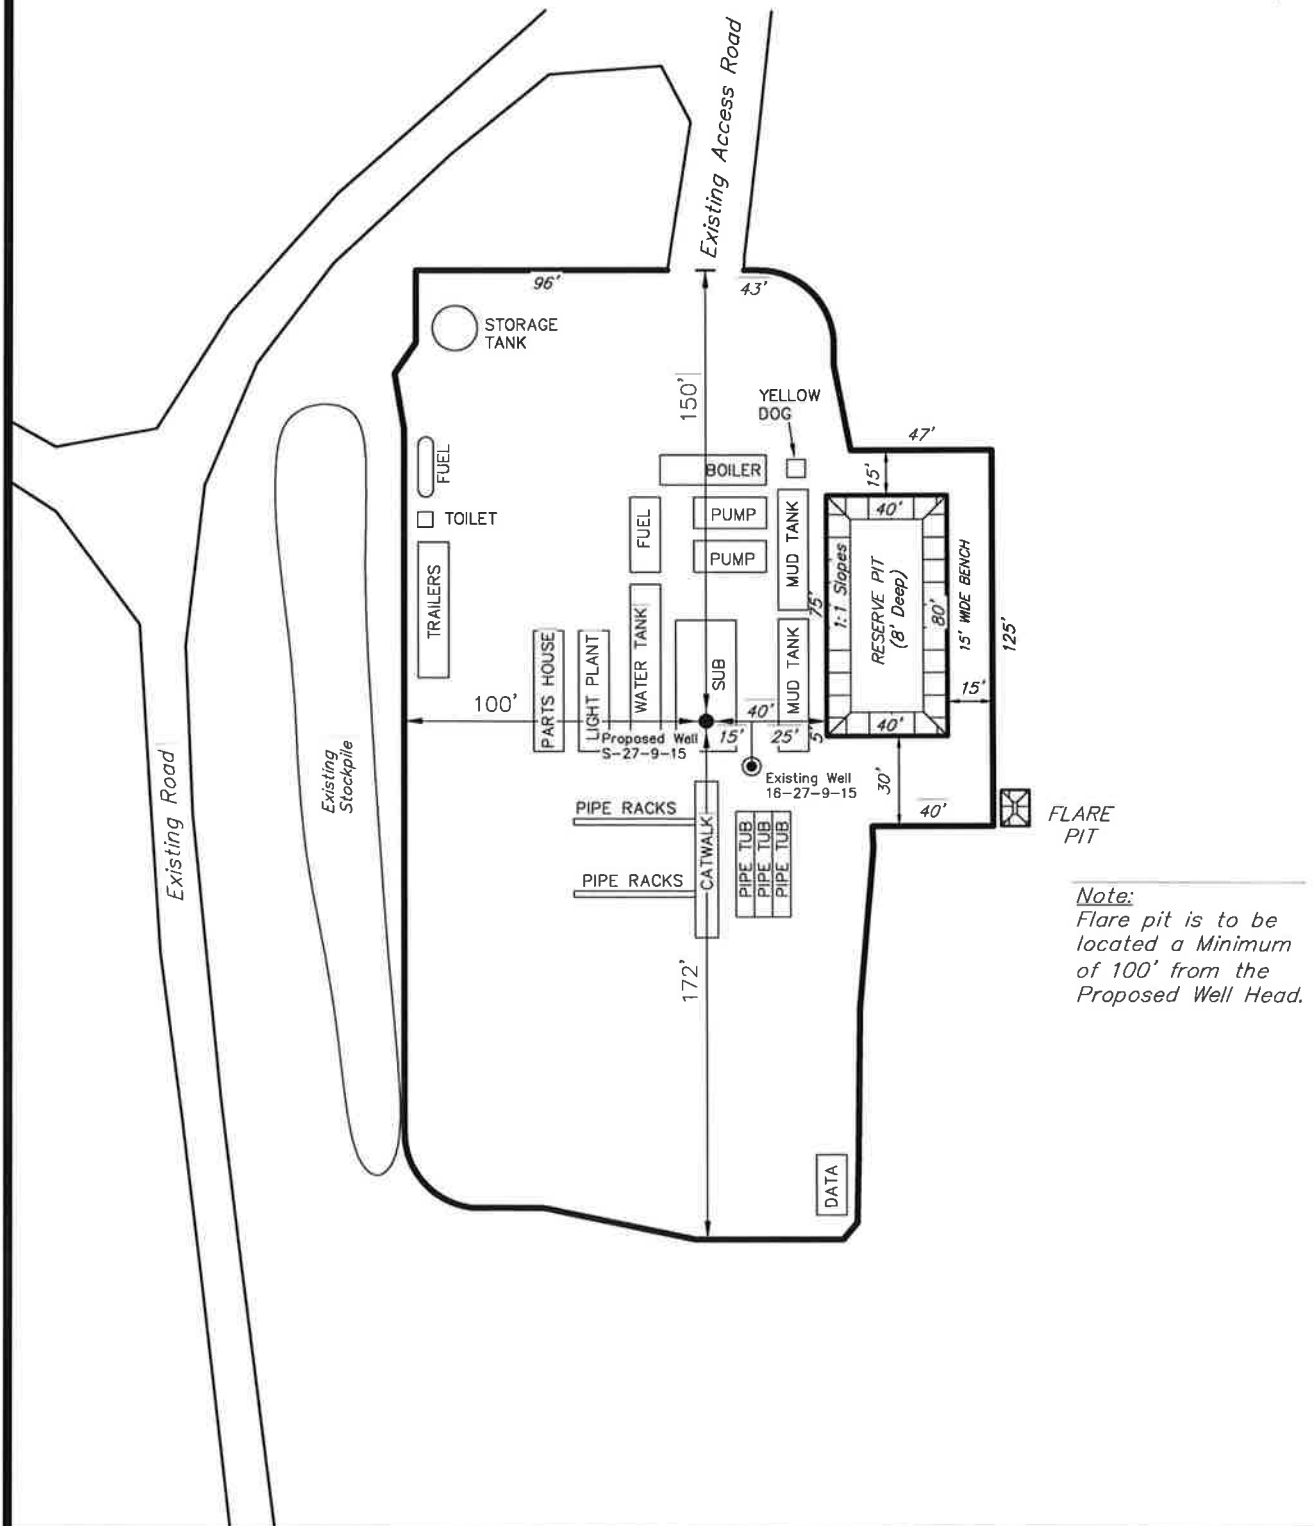 Existing Access Road
96'
43'
STORAGE
TANK
150'
YELLOW
DOG
47'
15'
FUEL
BOILER
40'
TOILET
FUEL
PUMP
MUD TANK
PUMP
TRAILERS
1:1 Slopes
75'
RESERVE PIT
(8' Deep)
80'
15' WIDE BENCH
125'
PARTS HOUSE
LIGHT PLANT
WATER TANK
SUB
MUD TANK
100'
40'
15'
15'
25'
5'
40'
Proposed Well
S-27-9-15
Existing Well
16-27-9-15
30'
40'
Existing Road
Existing
Stockpile
PIPE RACKS
PIPE RACKS
CATWALK
PIPE TUB
PIPE TUB
PIPE TUB
FLARE
PIT
Note:
Flare pit is to be
located a Minimum
of 100' from the
Proposed Well Head.
172'
DATA